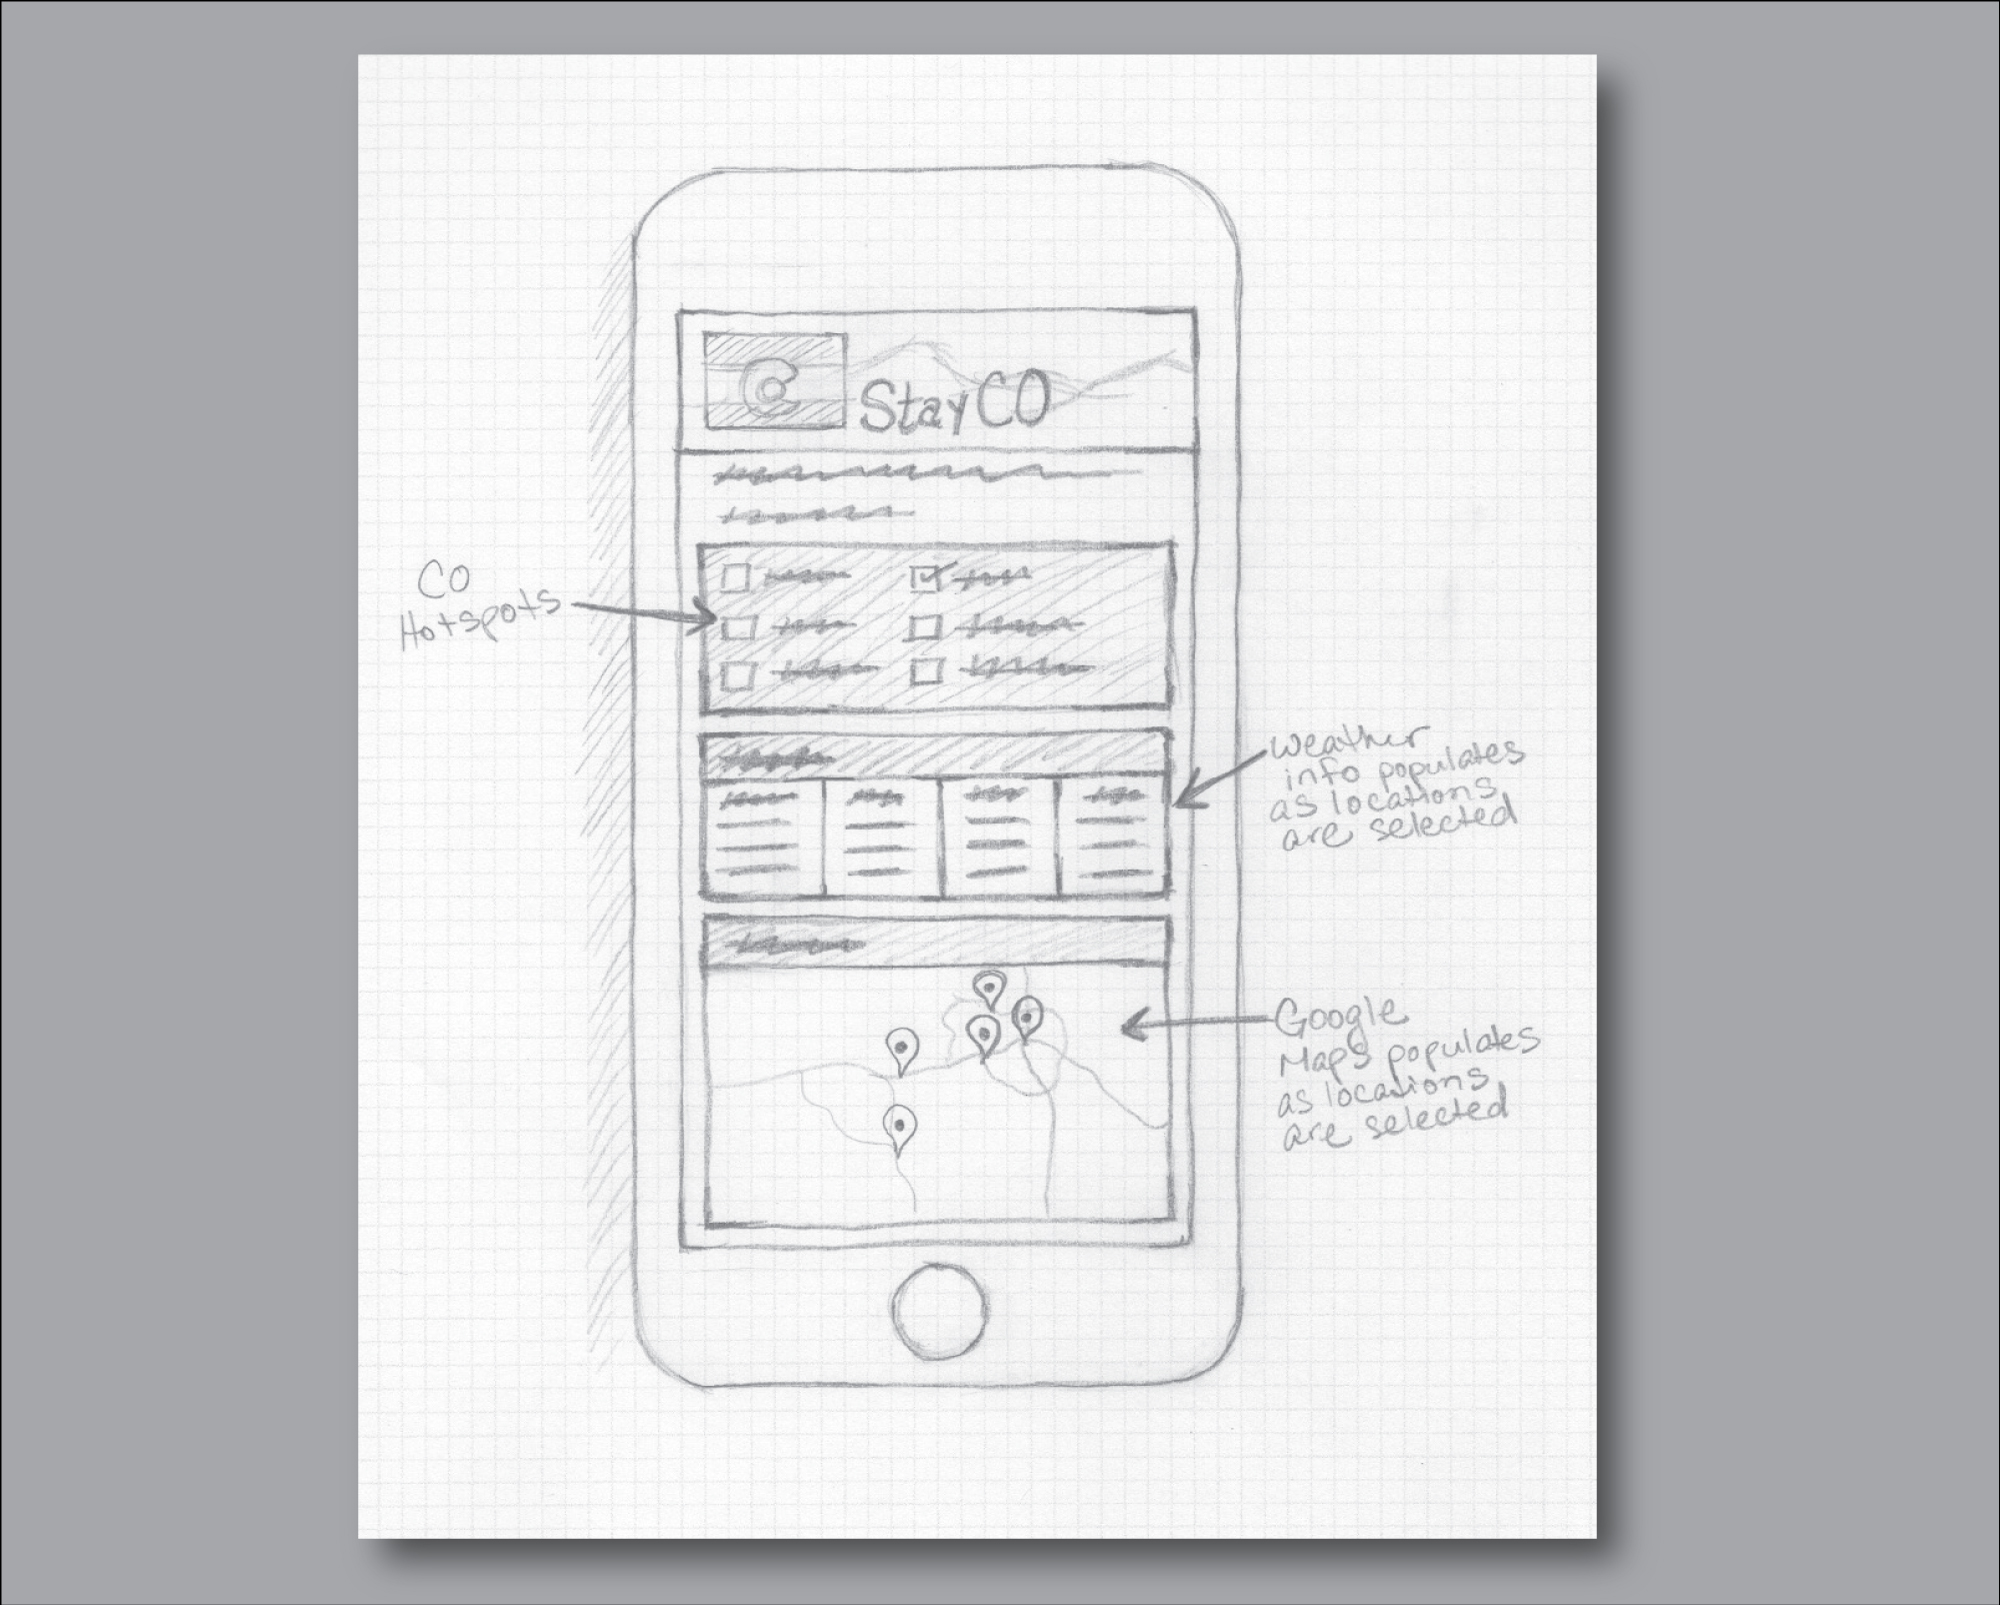 StayCO
CO
Hotspots
Weather
info populates
as locations
are selected
Google
Maps populates
as locations
are selected